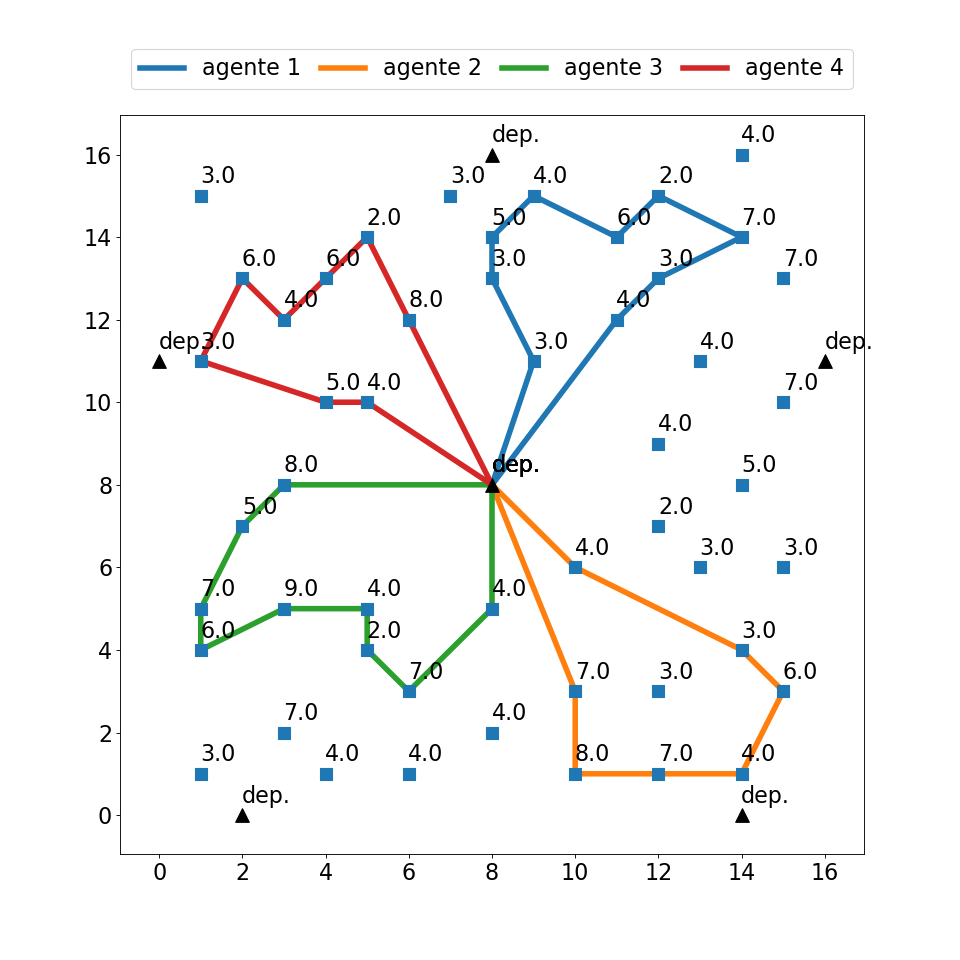 agente 1 agente 2 agente 3 agente 4
dep. 4.0
16
3.0 3.0 4.0 2.0
6.0 2.0 6.0 5.0 6.0 7.0
14
3.0 3.0 7.0
4.0 8.0 4.0
12
dep. 3.0 3.0 4.0 dep.
5.0 4.0 7.0
10
4.0
8.0 dep. 5.0
8
5.0 2.0
4.0 3.0 3.0
6
7.0 9.0 4.0 4.0
6.0 2.0 3.0
4
7.0 7.0 3.0 6.0
7.0 4.0
2
3.0 4.0 4.0 8.0 7.0 4.0
dep. dep.
0
0 2 4 6 8 10 12 14 16